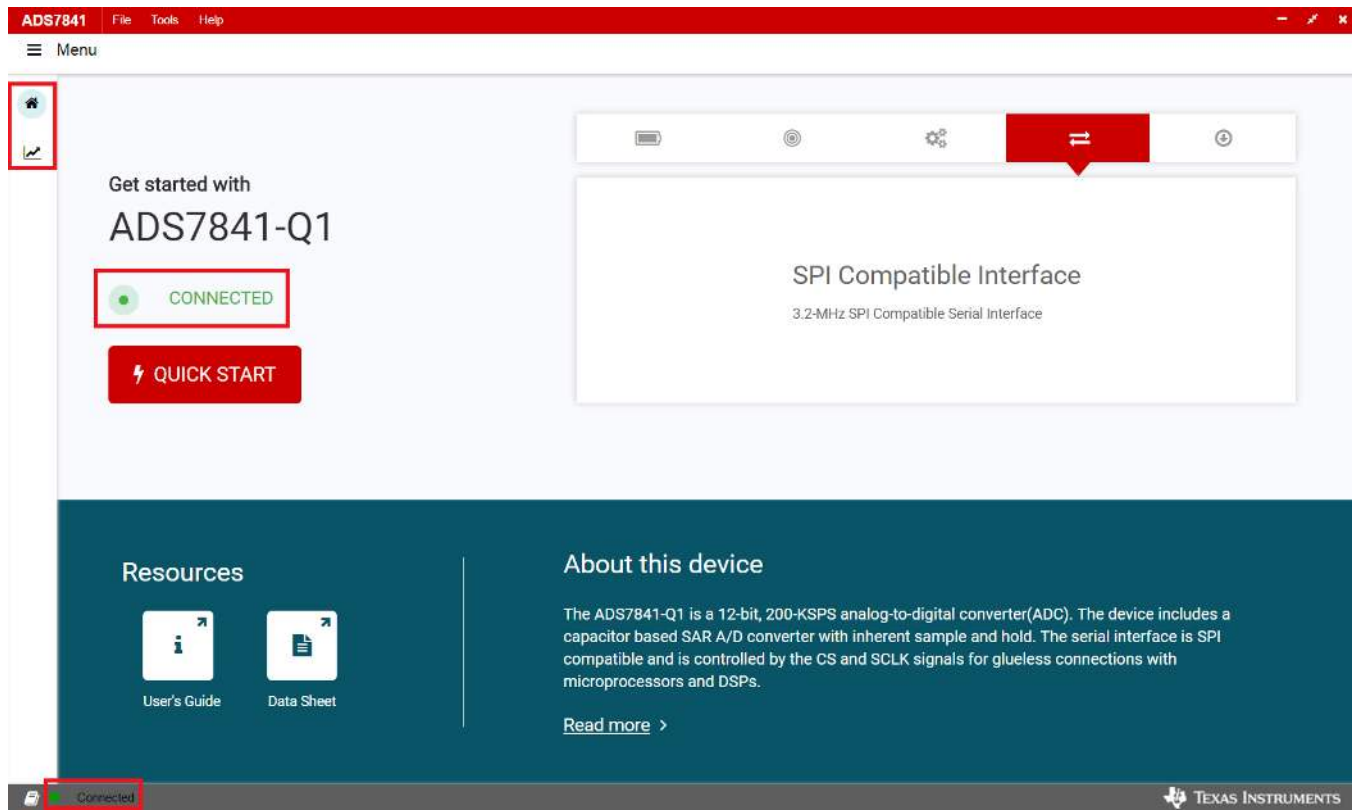 ADS7841 File Tools Help
Menu
Get started with
ADS7841-Q1
CONNECTED
QUICK START
SPI Compatible Interface
3.2-MHz SPI Compatible Serial Interface
Resources
User's Guide Data Sheet
About this device
The ADS7841-Q1 is a 12-bit, 200-KSPS analog-to-digital converter(ADC). The device includes a
capacitor based SAR A/D converter with inherent sample and hold. The serial interface is SPI
compatible and is controlled by the CS and SCLK signals for glueless connections with
microprocessors and DSPs.
Read more >
Connected
TEXAS INSTRUMENTS